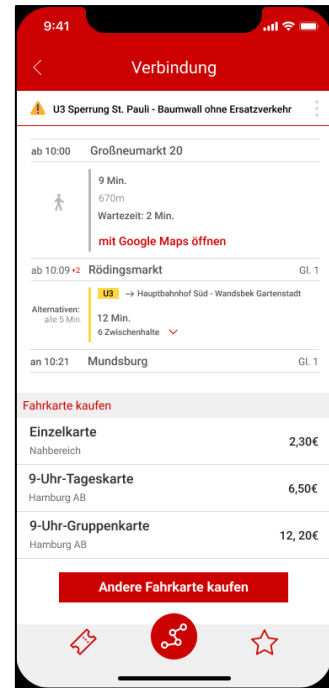 9:41
Verbindung
U3 Sperrung St. Pauli - Baumwall ohne Ersatzverkehr
ab 10:00 Großneumarkt 20
9 Min.
670m
Wartezeit: 2 Min.
mit Google Maps öffnen
ab 10:09 +2 Rödingsmarkt Gl. 1
U3 → Hauptbahnhof Süd - Wandsbek Gartenstadt
Alternativen:
alle 5 Min.
12 Min.
6 Zwischenhalte
an 10:21 Mundsburg Gl. 1
Fahrkarte kaufen
Einzelkarte
Nahbereich
2,30€
9-Uhr-Tageskarte
Hamburg AB
6,50€
9-Uhr-Gruppenkarte
Hamburg AB
12, 20€
Andere Fahrkarte kaufen